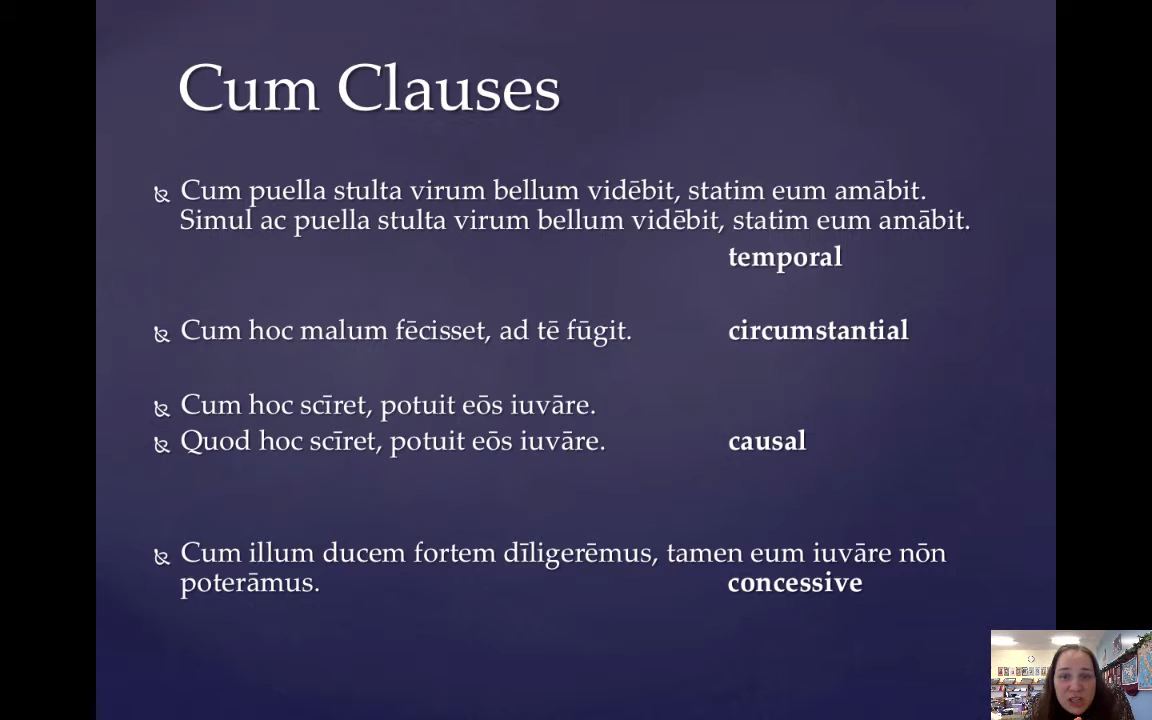 Cum Clauses
Cum puella stulta virum bellum vidēbit, statim eum amābit.
Simul ac puella stulta virum bellum vidēbit, statim eum amābit.
temporal
Cum hoc malum fēcisset, ad tē fūgit. circumstantial
Cum hoc scīret, potuit eōs iuvāre.
Quod hoc scīret, potuit eōs iuvāre. causal
Cum illum ducem fortem dīligerēmus, tamen eum iuvāre nōn
poterāmus. concessive